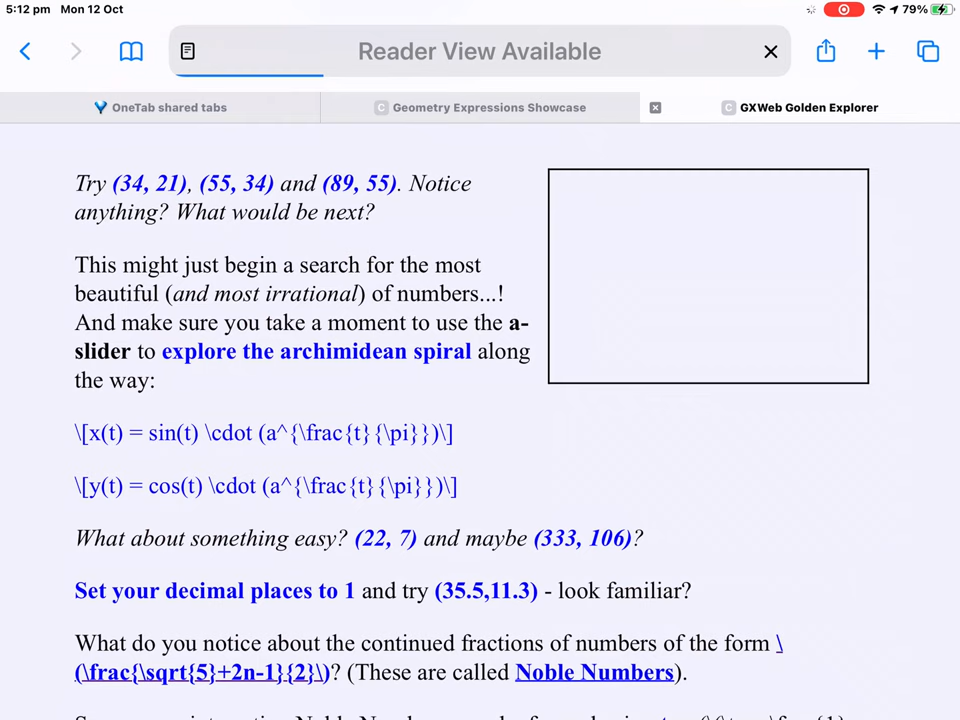 5:12 pm Mon 12 Oct 79%
Reader View Available
OneTab shared tabs C Geometry Expressions Showcase C GXWeb Golden Explorer
Try (34, 21), (55, 34) and (89, 55). Notice
anything? What would be next?
This might just begin a search for the most
beautiful (and most irrational) of numbers...!
And make sure you take a moment to use the a-
slider to explore the archimidean spiral along
the way:
\[x(t) = sin(t) \cdot (a^{\frac{t}{\pi}})\]
\[y(t) = cos(t) \cdot (a^{\frac{t}{\pi}})\]
What about something easy? (22, 7) and maybe (333, 106)?
Set your decimal places to 1 and try (35.5,11.3) - look familiar?
What do you notice about the continued fractions of numbers of the form \
(\frac{\sqrt{5}+2n-1}{2}\)? (These are called Noble Numbers).